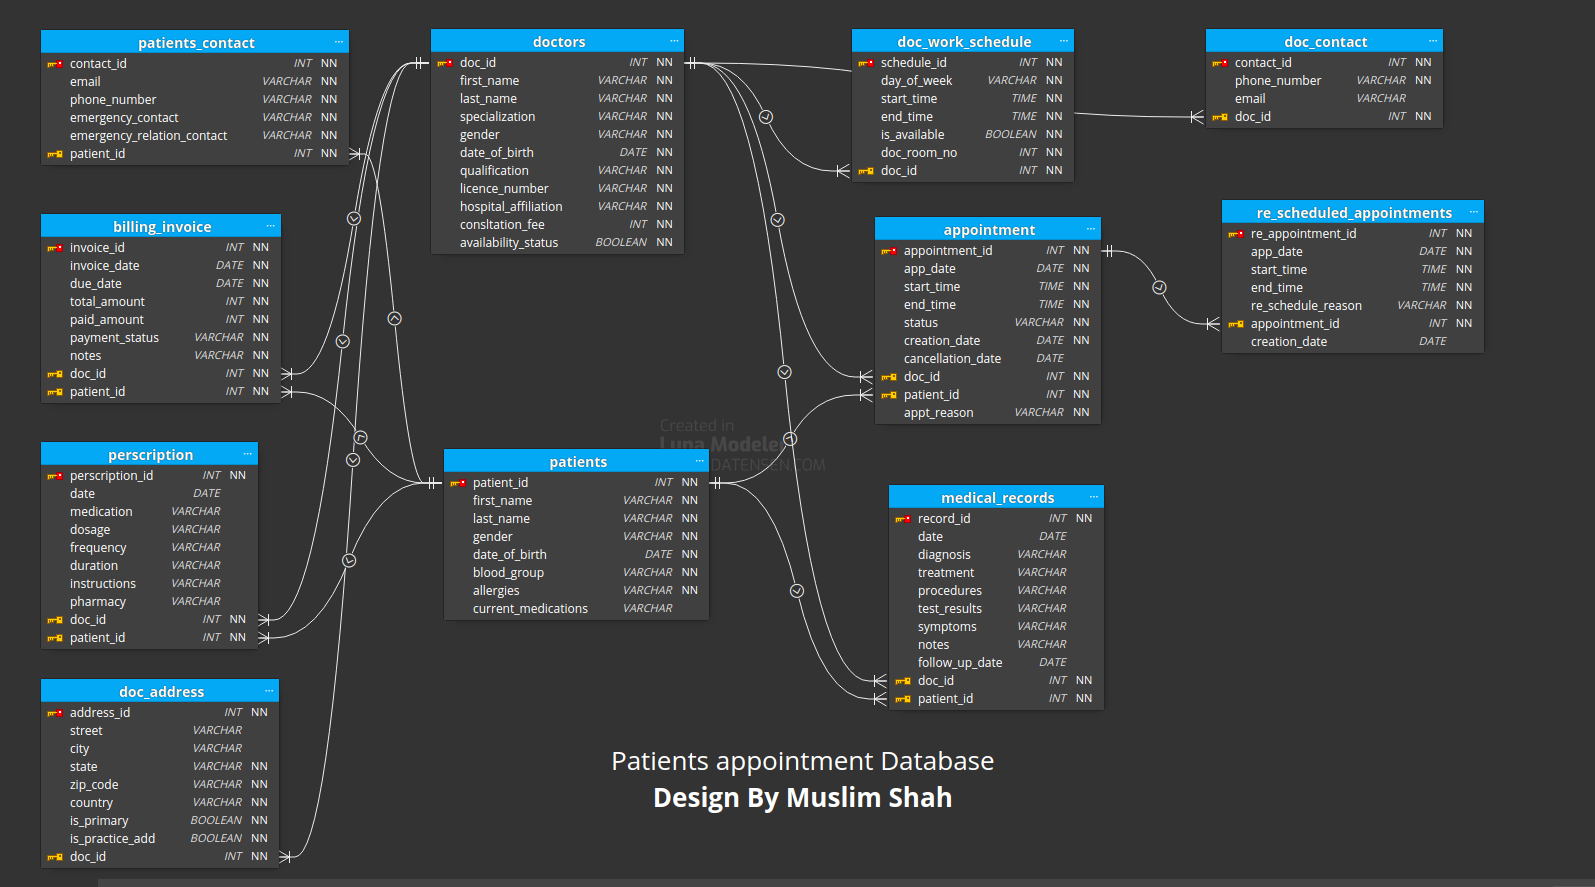 patients_contact ...
contact_id INT NN
email VARCHAR NN
phone_number VARCHAR NN
emergency_contact VARCHAR NN
emergency_relation_contact VARCHAR NN
patient_id INT NN
doctors ...
doc_id INT NN
first_name VARCHAR NN
last_name VARCHAR NN
specialization VARCHAR NN
gender VARCHAR NN
date_of_birth DATE NN
qualification VARCHAR NN
licence_number VARCHAR NN
hospital_affiliation VARCHAR NN
consltation_fee INT NN
availability_status BOOLEAN NN
doc_work_schedule ...
schedule_id INT NN
day_of_week VARCHAR NN
start_time TIME NN
end_time TIME NN
is_available BOOLEAN NN
doc_room_no INT NN
doc_id INT NN
doc_contact ...
contact_id INT NN
phone_number VARCHAR NN
email VARCHAR
doc_id INT NN
billing_invoice ...
invoice_id INT NN
invoice_date DATE NN
due_date DATE NN
total_amount INT NN
paid_amount INT NN
payment_status VARCHAR NN
notes VARCHAR NN
doc_id INT NN
patient_id INT NN
appointment ...
appointment_id INT NN
app_date DATE NN
start_time TIME NN
end_time TIME NN
status VARCHAR NN
creation_date DATE NN
cancellation_date DATE
doc_id INT NN
patient_id INT NN
appt_reason VARCHAR NN
re_scheduled_appointments ...
re_appointment_id INT NN
app_date DATE NN
start_time TIME NN
end_time TIME NN
re_schedule_reason VARCHAR NN
appointment_id INT NN
creation_date DATE
perscription ...
perscription_id INT NN
date DATE
medication VARCHAR
dosage VARCHAR
frequency VARCHAR
duration VARCHAR
instructions VARCHAR
pharmacy VARCHAR
doc_id INT NN
patient_id INT NN
Created in
Luna Modeler
DATENSEN.COM
patients ...
patient_id INT NN
first_name VARCHAR NN
last_name VARCHAR NN
gender VARCHAR NN
date_of_birth DATE NN
blood_group VARCHAR NN
allergies VARCHAR NN
current_medications VARCHAR
medical_records ...
record_id INT NN
date DATE
diagnosis VARCHAR
treatment VARCHAR
procedures VARCHAR
test_results VARCHAR
symptoms VARCHAR
notes VARCHAR
follow_up_date DATE
doc_id INT NN
patient_id INT NN
doc_address ...
address_id INT NN
street VARCHAR
city VARCHAR
state VARCHAR NN
zip_code VARCHAR NN
country VARCHAR NN
is_primary BOOLEAN NN
is_practice_add BOOLEAN NN
doc_id INT NN
Patients appointment Database
Design By Muslim Shah